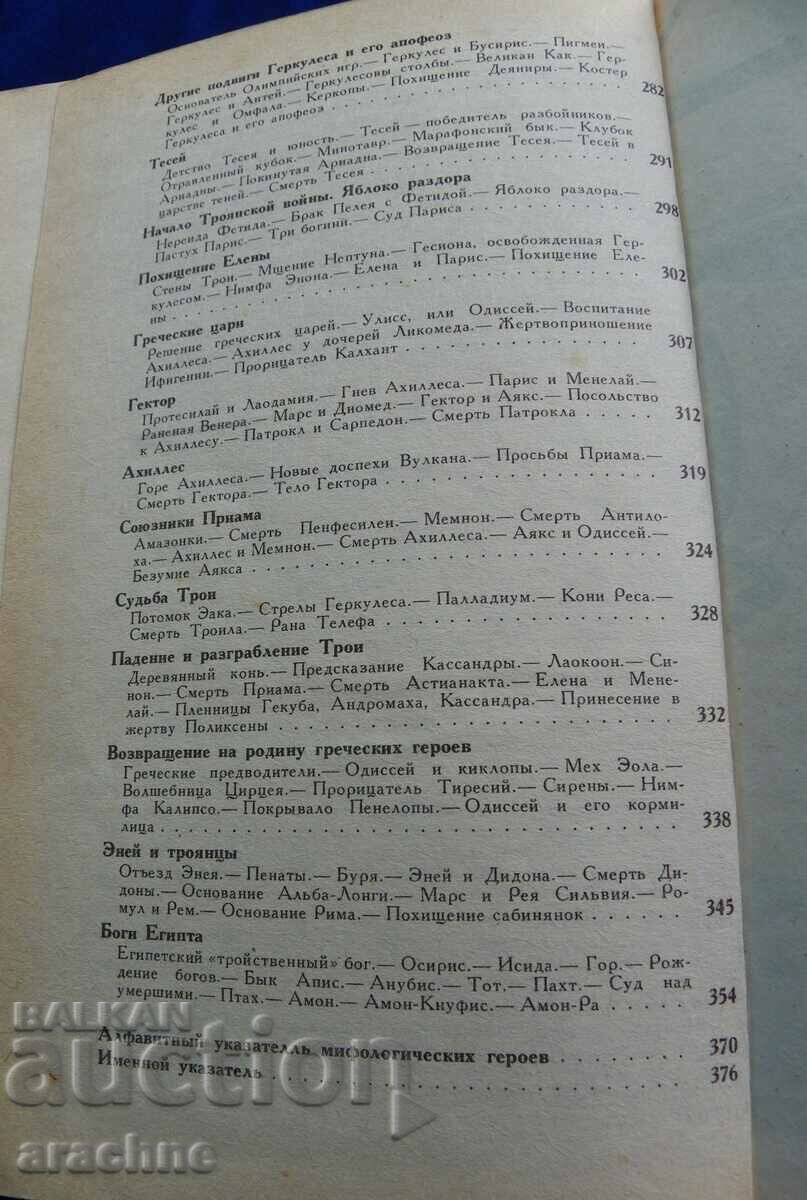 Другие подвиги Геркулеса и его апофеоз
Основатель Олимпийских игр.— Геркулес и Бусирис.— Пигмеи.—
Геркулес и Антей.— Геркулесовы столбы.— Великан Как.— Гер-
кулес и Омфала.— Керкопы.— Похищение Деяниры.— Костер
Геркулеса и его апофеоз . . . . . . . . . . . . 282
Тесей
Детство Тесея и юность.— Тесей — победитель разбойников.—
Отравленный кубок.— Минотавр.— Марафонский бык.— Клубок
Ариадны.— Покинутая Ариадна.— Возвращение Тесея.— Тесей в
царстве теней.— Смерть Тесея . . . . . . . . . . 291
Начало Троянской войны. Яблоко раздора
Нереида Фетида.— Брак Пелея с Фетидой.— Яблоко раздора.—
Пастух Парис.— Три богини.— Суд Париса . . . . . . 298
Похищение Елены
Стены Трои.— Мщение Нептуна.— Гесиона, освобожденная Гер-
кулесом.— Нимфа Энона.— Елена и Парис.— Похищение Еле-
ны . . . . . . . . . . . . . . . . 302
Греческие цари
Решение греческих царей.— Улисс, или Одиссей.— Воспитание
Ахиллеса.— Ахиллес у дочерей Ликомеда.— Жертвоприношение
Ифигении.— Прорицатель Калхант . . . . . . . . 307
Гектор
Протесилай и Лаодамия.— Гнев Ахиллеса.— Парис и Менелай.—
Раненая Венера.— Марс и Диомед.— Гектор и Аякс.— Посольство
к Ахиллесу.— Патрокл и Сарпедон.— Смерть Патрокла . . . . . 312
Ахиллес
Горе Ахиллеса.— Новые доспехи Вулкана.— Просьбы Приама.—
Смерть Гектора.— Тело Гектора . . . . . . . . . . 319
Союзники Приама
Амазонки.— Смерть Пенфесилеи.— Мемнон.— Смерть Антило-
ха.— Ахиллес и Мемнон.— Смерть Ахиллеса.— Аякс и Одиссей.—
Безумие Аякса . . . . . . . . . . . . . . 324
Судьба Трои
Потомок Эака.— Стрелы Геркулеса.— Палладиум.— Кони Реса.—
Смерть Троила.— Рана Телефа . . . . . . . . . . 328
Падение и разграбление Трои
Деревянный конь.— Предсказание Кассандры.— Лаокоон.— Си-
нон.— Смерть Приама.— Смерть Астианакта.— Елена и Мене-
лай.— Пленницы Гекуба, Андромаха, Кассандра.— Принесение в
жертву Поликсены . . . . . . . . . . . . . 332
Возвращение на родину греческих героев
Греческие предводители.— Одиссей и киклопы.— Мех Эола.—
Волшебница Цирцея.— Прорицатель Тиресий.— Сирены.— Ним-
фа Калипсо.— Покрывало Пенелопы.— Одиссей и его корми-
лица . . . . . . . . . . . . . . . . 338
Эней и троянцы
Отъезд Энея.— Пенаты.— Буря.— Эней и Дидона.— Смерть Ди-
доны.— Основание Альба-Лонги.— Марс и Рея Сильвия.— Ро-
мул и Рем.— Основание Рима.— Похищение сабинянок . . . . . . 345
Боги Египта
Египетский «тройственный» бог.— Осирис.— Исида.— Гор.— Рож-
дение богов.— Бык Апис.— Анубис.— Тот.— Пахт.— Суд над
умершими.— Птах.— Амон.— Амон-Кнуфис.— Амон-Ра . . . . . 354
Алфавитный указателль мифологических героев . . . . . . . 370
Именной указатель . . . . . . . . . . . . . . 376
BALKAN
auction
arachne